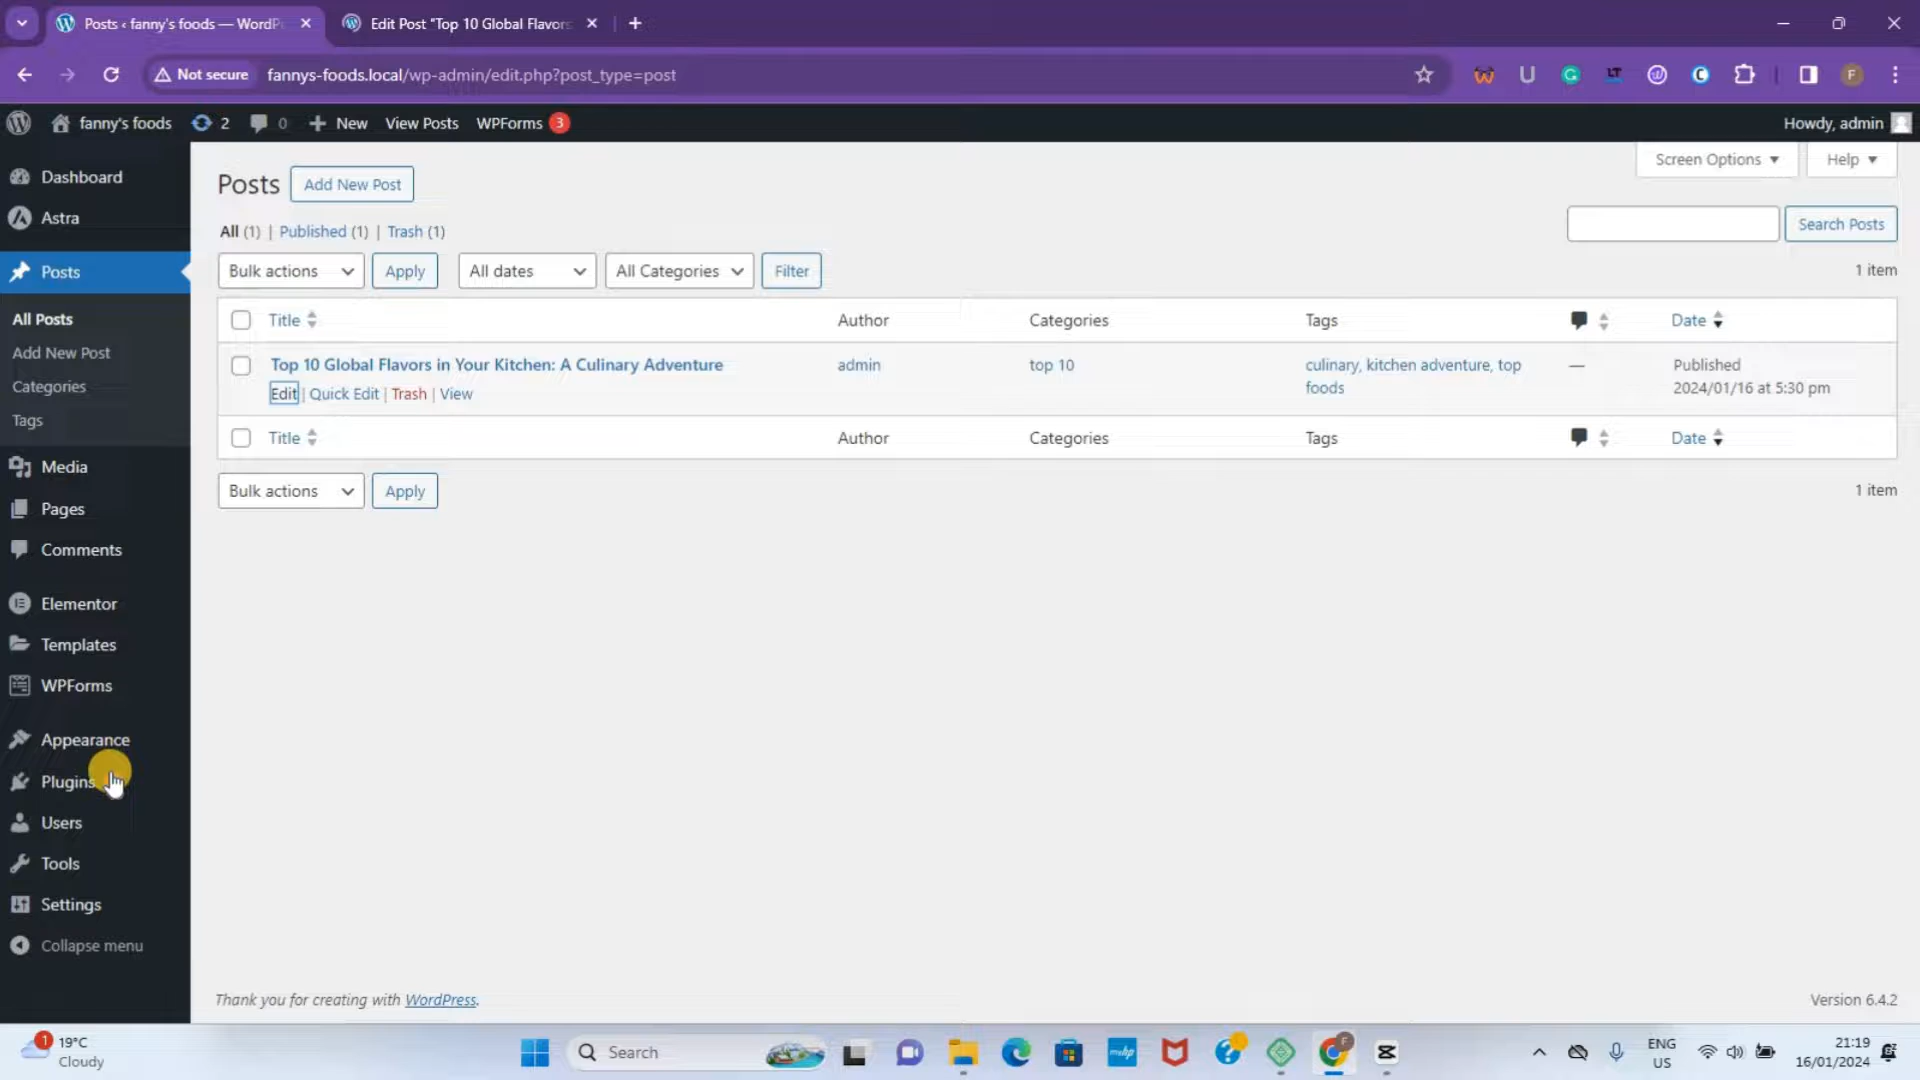 Posts ‹ fanny's foods — WordP
Edit Post "Top 10 Global Flavors
Not secure
fannys-foods.local/wp-admin/edit.php?post_type=post
fanny's foods
2
0
New
View Posts
WPForms 3
Howdy, admin
Dashboard
Astra
Posts
All Posts
Add New Post
Categories
Tags
Media
Pages
Comments
Elementor
Templates
WPForms
Appearance
Plugins
Users
Tools
Settings
Collapse menu
Screen Options
Help
Posts
Add New Post
All (1) | Published (1) | Trash (1)
Search Posts
Bulk actions
Apply
All dates
All Categories
Filter
1 item
Title
Author
Categories
Tags
Date
Top 10 Global Flavors in Your Kitchen: A Culinary Adventure
Edit | Quick Edit | Trash | View
admin
top 10
culinary, kitchen adventure, top
foods
—
Published
2024/01/16 at 5:30 pm
Title
Author
Categories
Tags
Date
Bulk actions
Apply
1 item
Thank you for creating with WordPress.
Version 6.4.2
1
19°C
Cloudy
Search
ENG
US
21:19
16/01/2024